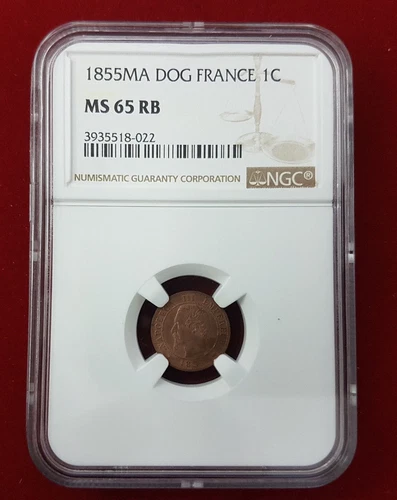 1855MA DOG FRANCE 1C
MS 65 RB
3935518-022
NUMISMATIC GUARANTY CORPORATION NGC®